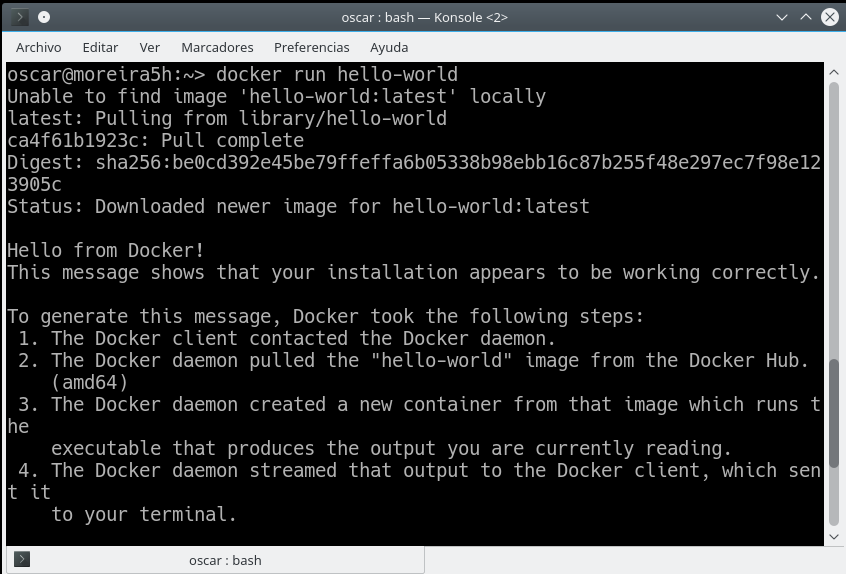 oscar : bash — Konsole <2>
Archivo Editar Ver Marcadores Preferencias Ayuda
oscar@moreira5h:~> docker run hello-world
Unable to find image 'hello-world:latest' locally
latest: Pulling from library/hello-world
ca4f61b1923c: Pull complete
Digest: sha256:be0cd392e45be79ffeffa6b05338b98ebb16c87b255f48e297ec7f98e12
3905c
Status: Downloaded newer image for hello-world:latest
Hello from Docker!
This message shows that your installation appears to be working correctly.
To generate this message, Docker took the following steps:
1. The Docker client contacted the Docker daemon.
2. The Docker daemon pulled the "hello-world" image from the Docker Hub.
(amd64)
3. The Docker daemon created a new container from that image which runs t
he
executable that produces the output you are currently reading.
4. The Docker daemon streamed that output to the Docker client, which sen
t it
to your terminal.
oscar : bash